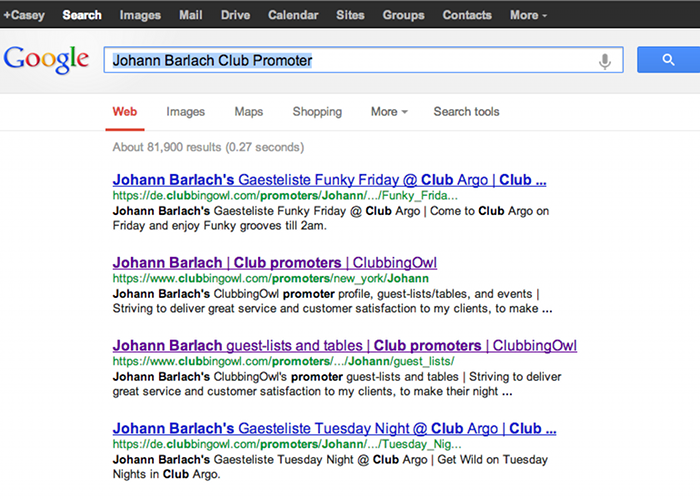 +Casey Search Images Mail Drive Calendar Sites Groups Contacts More
Google Johann Barlach Club Promoter
Web Images Maps Shopping More Search tools
About 81,900 results (0.27 seconds)
Johann Barlach's Gaesteliste Funky Friday @ Club Argo | Club ...
https://de.clubbingowl.com/promoters/Johann/.../Funky_Frida...
Johann Barlach's Gaesteliste Funky Friday @ Club Argo | Come to Club Argo on
Friday and enjoy Funky grooves till 2am.
Johann Barlach | Club promoters | ClubbingOwl
https://www.clubbingowl.com/promoters/new_york/Johann
Johann Barlach's ClubbingOwl promoter profile, guest-lists/tables, and events |
Striving to deliver great service and customer satisfaction to my clients, to make ...
Johann Barlach guest-lists and tables | Club promoters | ClubbingOwl
https://www.clubbingowl.com/promoters/.../Johann/guest_lists/
Johann Barlach's ClubbingOwl's promoter guest-lists and tables | Striving to deliver
great service and customer satisfaction to my clients, to make their night ...
Johann Barlach's Gaesteliste Tuesday Night @ Club Argo | Club ...
https://de.clubbingowl.com/promoters/Johann/.../Tuesday_Nig...
Johann Barlach's Gaesteliste Tuesday Night @ Club Argo | Get Wild on Tuesday
Nights in Club Argo.